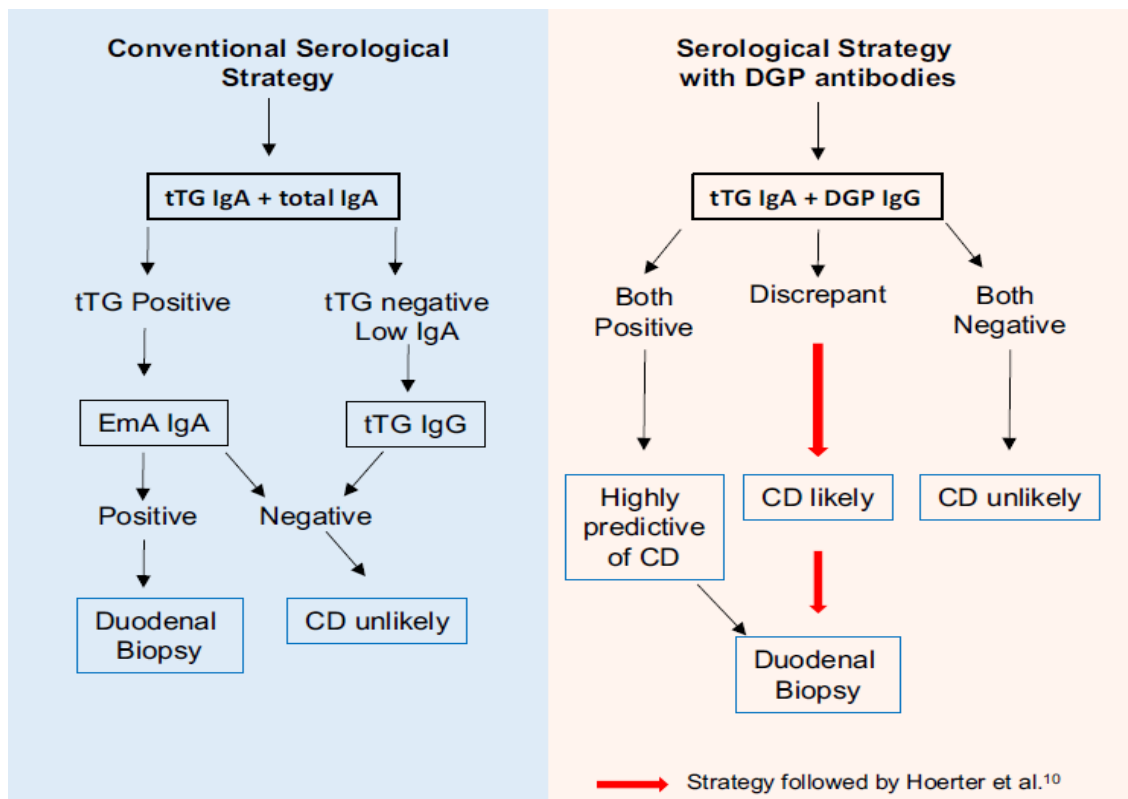 Conventional Serological
Strategy
tTG IgA + total IgA
tTG Positive
tTG negative
Low IgA
EmA IgA
tTG IgG
Positive
Negative
Duodenal
Biopsy
CD unlikely
Serological Strategy
with DGP antibodies
tTG IgA + DGP IgG
Both
Positive
Discrepant
Both
Negative
Highly
predictive
of CD
CD likely
CD unlikely
Duodenal
Biopsy
Strategy followed by Hoerter et al.¹⁰